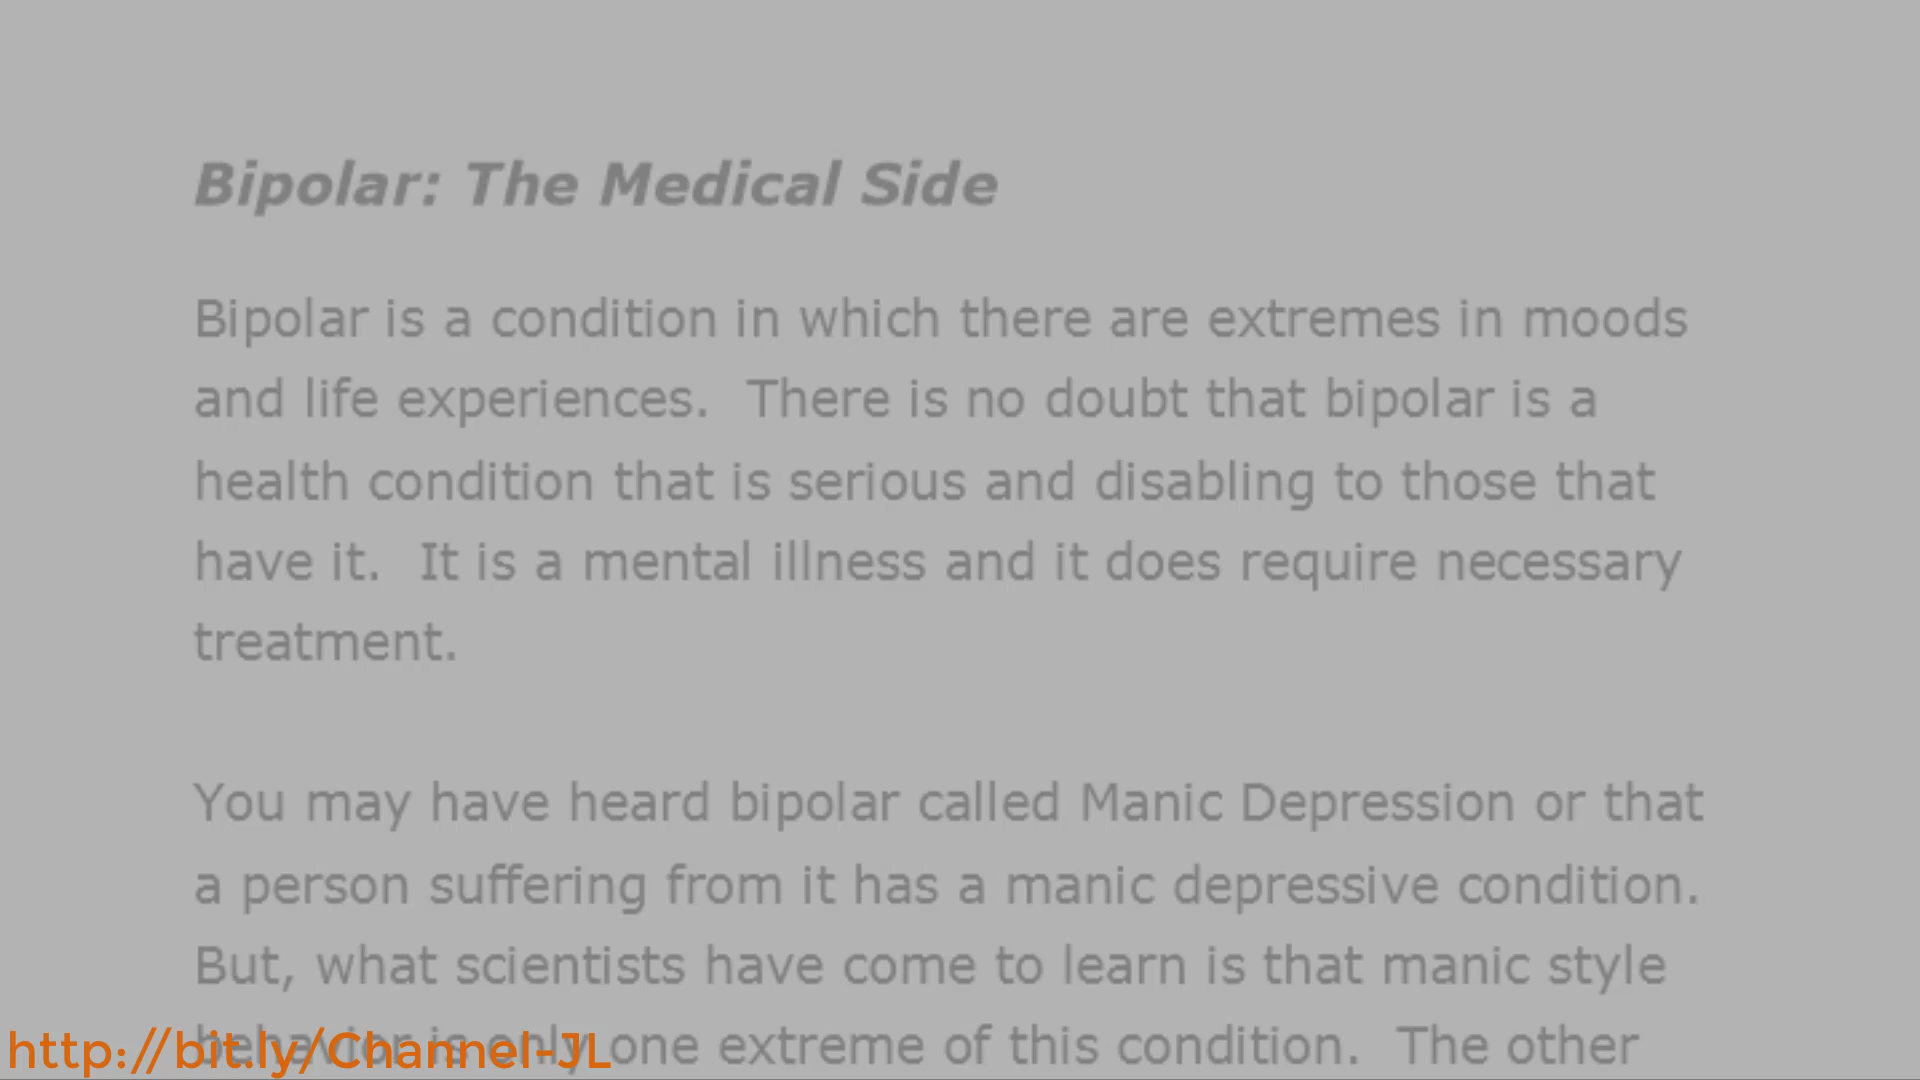 Bipolar: The Medical Side
Bipolar is a condition in which there are extremes in moods
and life experiences.  There is no doubt that bipolar is a
health condition that is serious and disabling to those that
have it.  It is a mental illness and it does require necessary
treatment.
You may have heard bipolar called Manic Depression or that
a person suffering from it has a manic depressive condition.
But, what scientists have come to learn is that manic style
behavior is only one extreme of this condition.  The other
http://bit.ly/Channel-JL